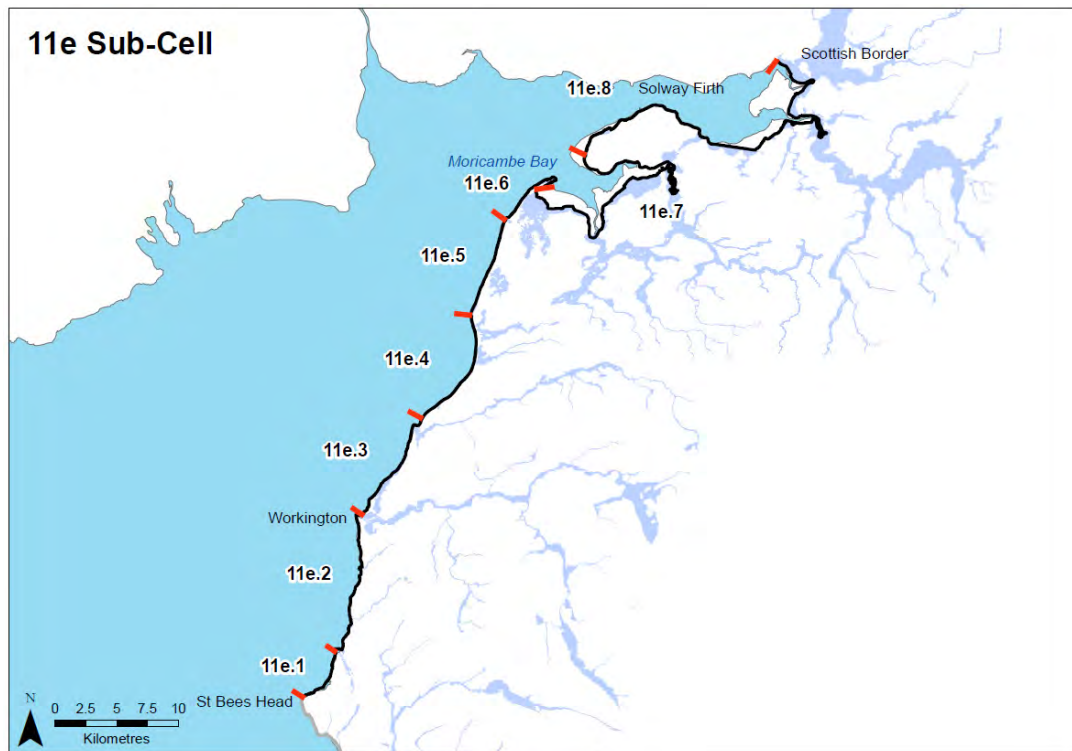 11e Sub-Cell
Scottish Border
11e.8
Solway Firth
Moricambe Bay
11e.6
11e.7
11e.5
11e.4
11e.3
Workington
11e.2
11e.1
St Bees Head
N
0 2.5 5 7.5 10
Kilometres